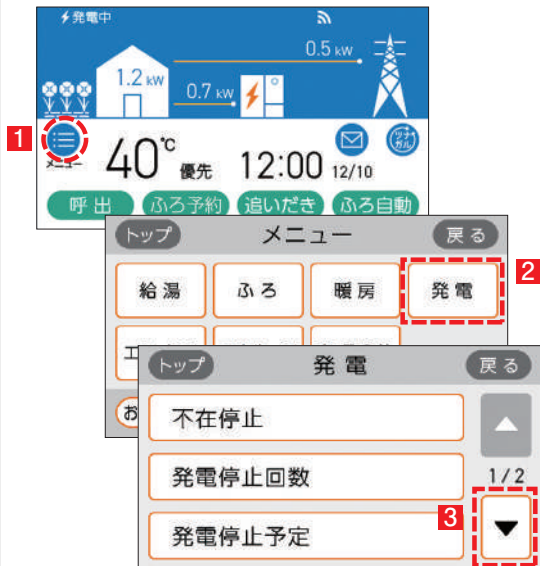 発電中
0.5 kw
1.2 kw
0.7 kw
1
メニュー
40℃ 優先 12:00 12/10
ツナガル
呼出 ふろ予約 追いだき ふろ自動
トップ メニュー 戻る
給湯 ふろ 暖房 発電
2
エ
お
トップ 発電 戻る
不在停止
発電停止回数
1/2
発電停止予定
3